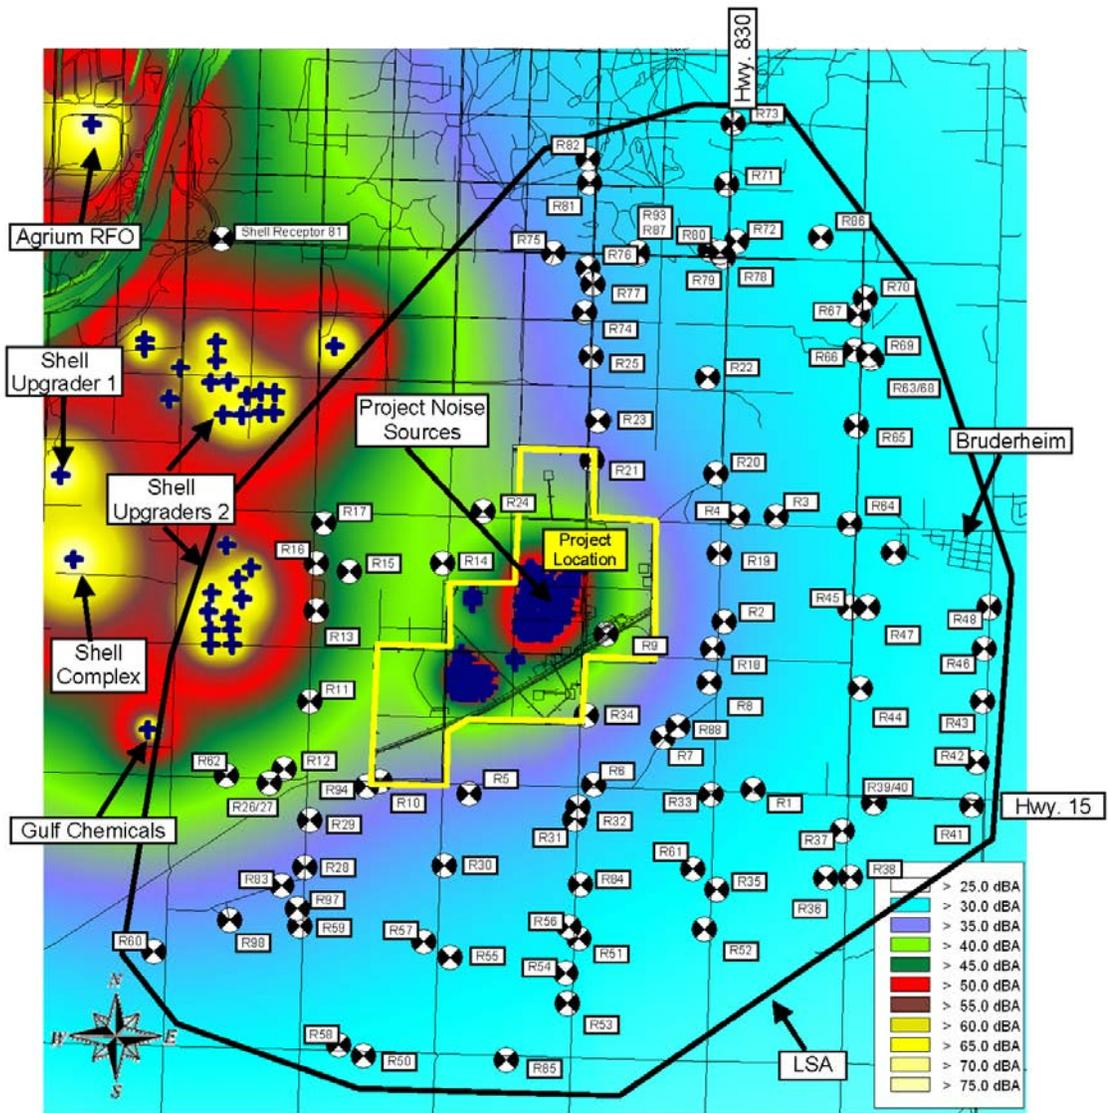 Hwy. 830
R73
R82
R71
R81
R93
R87
Shell Receptor 81
Agrium RFO
R75
R76
R80
R72
R86
R79
R78
R77
R70
R67
R74
Shell
Upgrader 1
R25
R66
R69
R22
R63/68
Project Noise
Sources
R23
R65
Bruderheim
R21
R20
Shell
Upgraders 2
R24
R4
R3
R64
R17
Project
Location
R16
R15
R14
R19
R45
R2
R13
R47
R48
Shell
Complex
R9
R18
R46
R11
R8
R44
R43
R34
R88
R7
R62
R12
R42
R26/27
R94
R10
R5
R6
R33
R1
R39/40
Hwy. 15
Gulf Chemicals
R29
R31
R32
R37
R41
R28
R30
R61
R38
R83
R84
R35
R36
R97
R59
R98
R56
R57
R60
R55
R51
R52
R54
R53
R58
R50
R85
LSA
N
W E
S
> 25.0 dBA
> 30.0 dBA
> 35.0 dBA
> 40.0 dBA
> 45.0 dBA
> 50.0 dBA
> 55.0 dBA
> 60.0 dBA
> 65.0 dBA
> 70.0 dBA
> 75.0 dBA